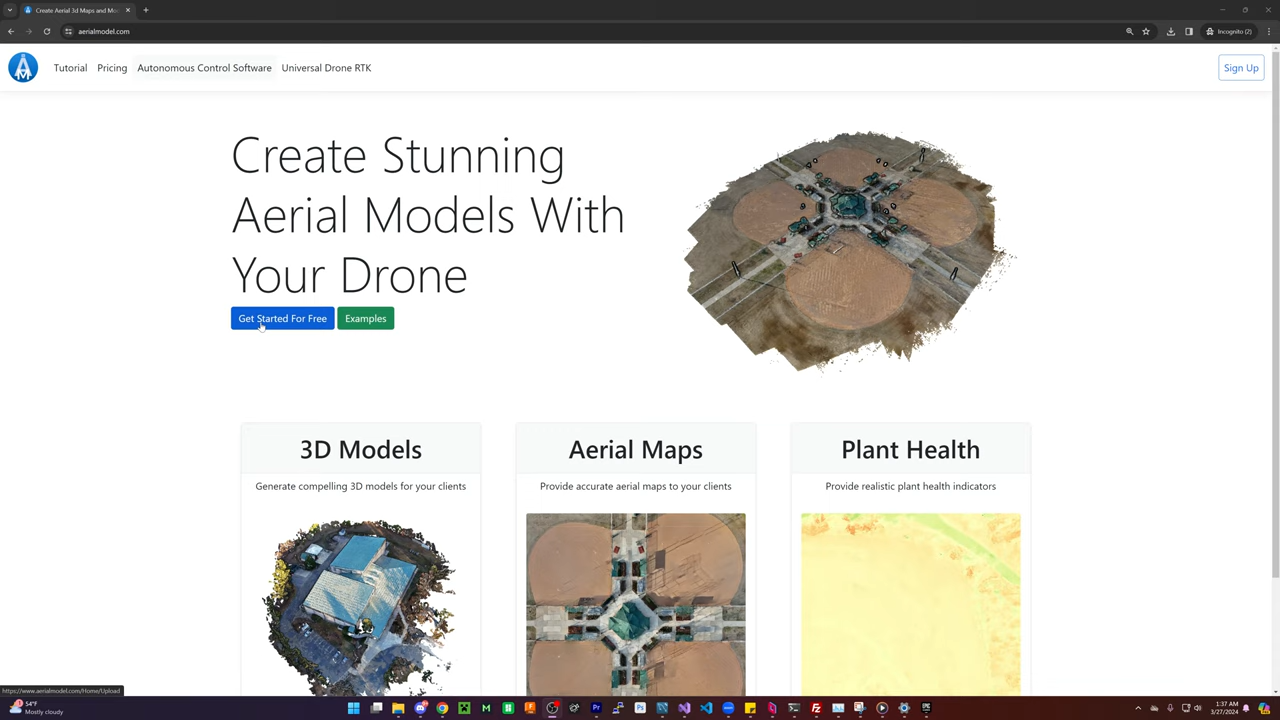 Create Aerial 3d Maps and Mo
aerialmodel.com
Incognito (2)
Tutorial
Pricing
Autonomous Control Software
Universal Drone RTK
Sign Up
Create Stunning
Aerial Models With
Your Drone
Get Started For Free
Examples
3D Models
Generate compelling 3D models for your clients
Aerial Maps
Provide accurate aerial maps to your clients
Plant Health
Provide realistic plant health indicators
https://www.aerialmodel.com/Home/Upload
54°F
Mostly cloudy
1:37 AM
3/27/2024